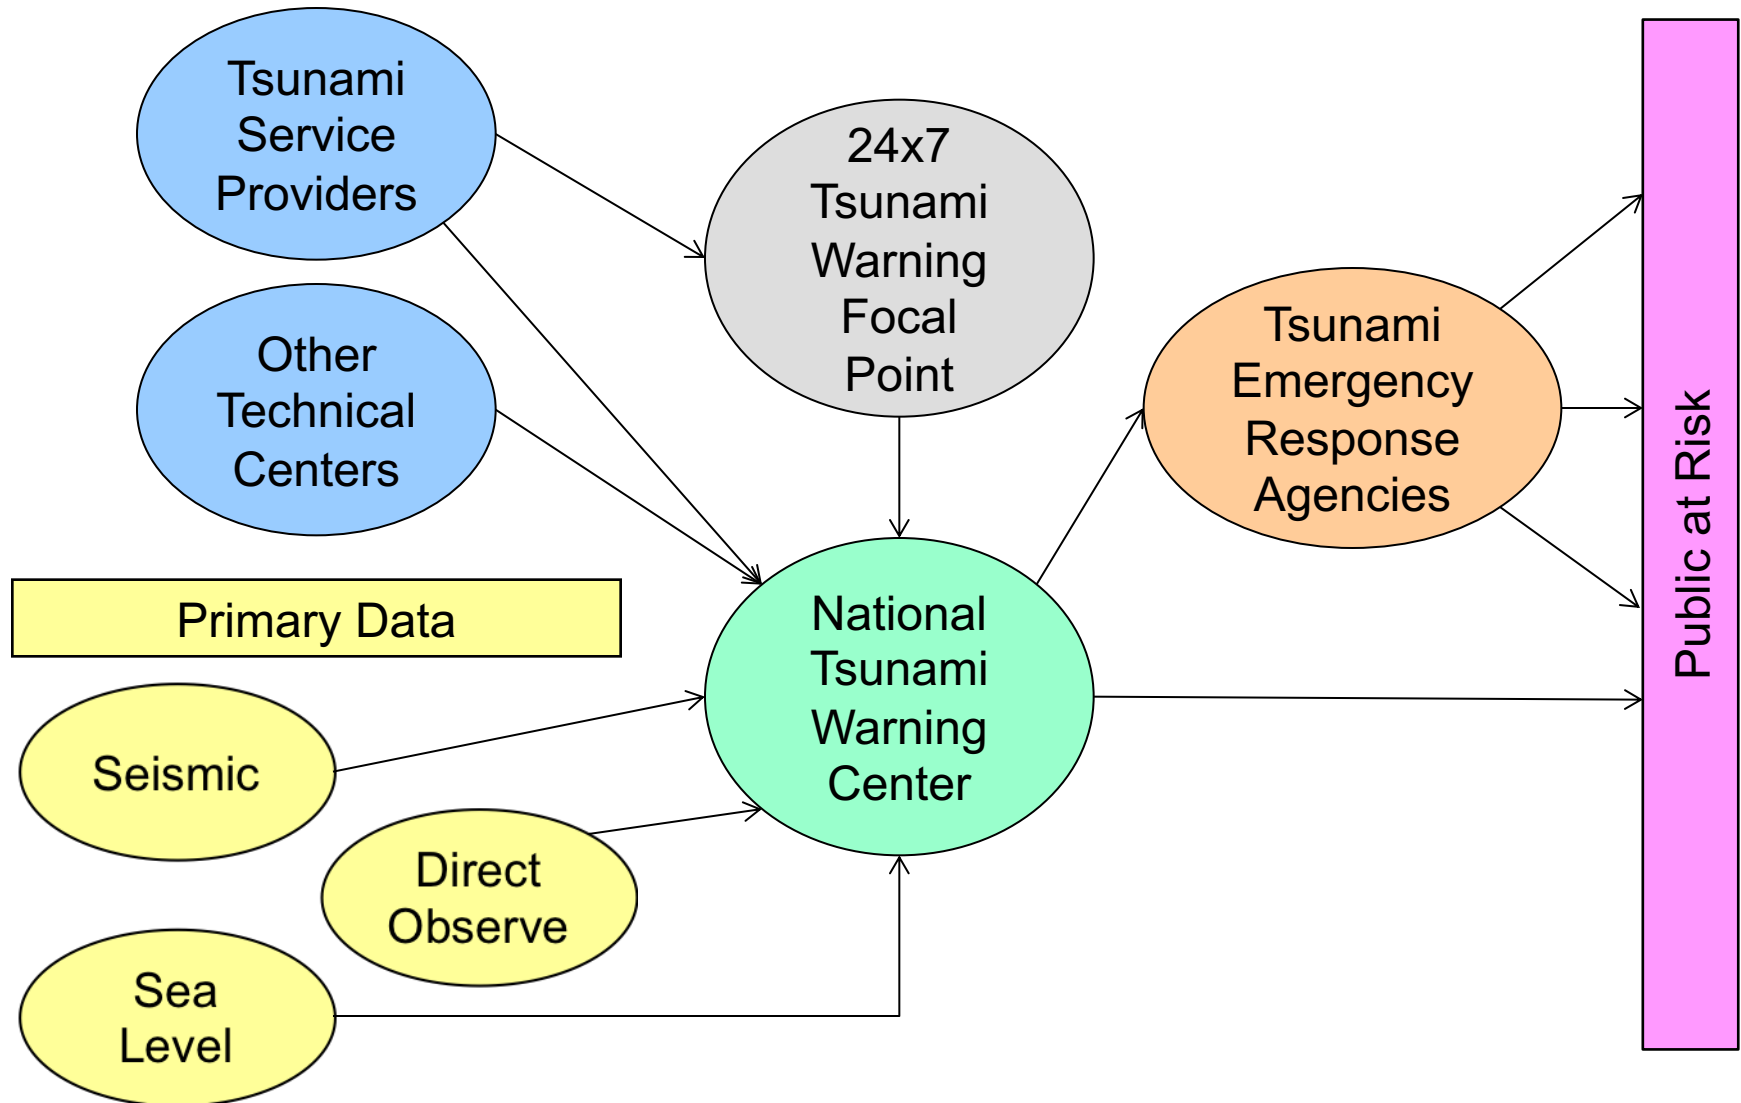 Tsunami
Service
Providers
24x7
Tsunami
Warning
Focal
Point
Other
Technical
Centers
Tsunami
Emergency
Response
Agencies
Public at Risk
Primary Data
National
Tsunami
Warning
Center
Seismic
Direct
Observe
Sea
Level